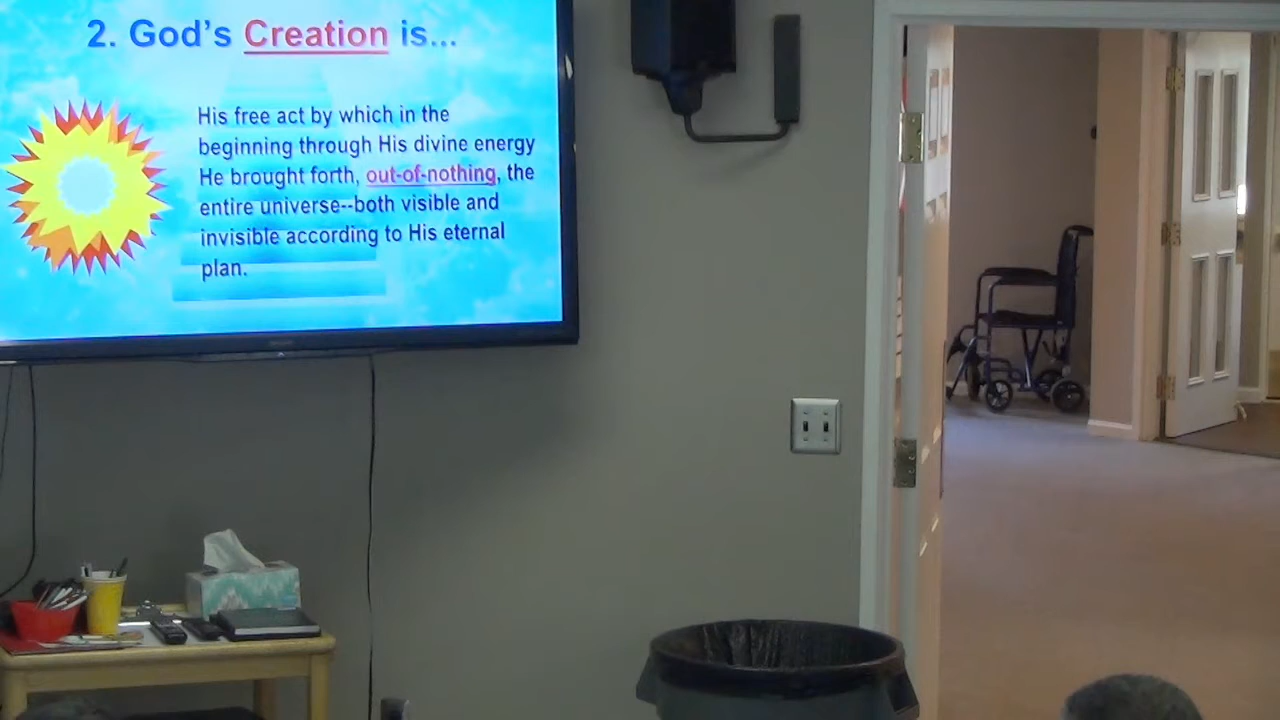 2. God's Creation is...
His free act by which in the
beginning through His divine energy
He brought forth, out-of-nothing, the
entire universe--both visible and
invisible according to His eternal
plan.